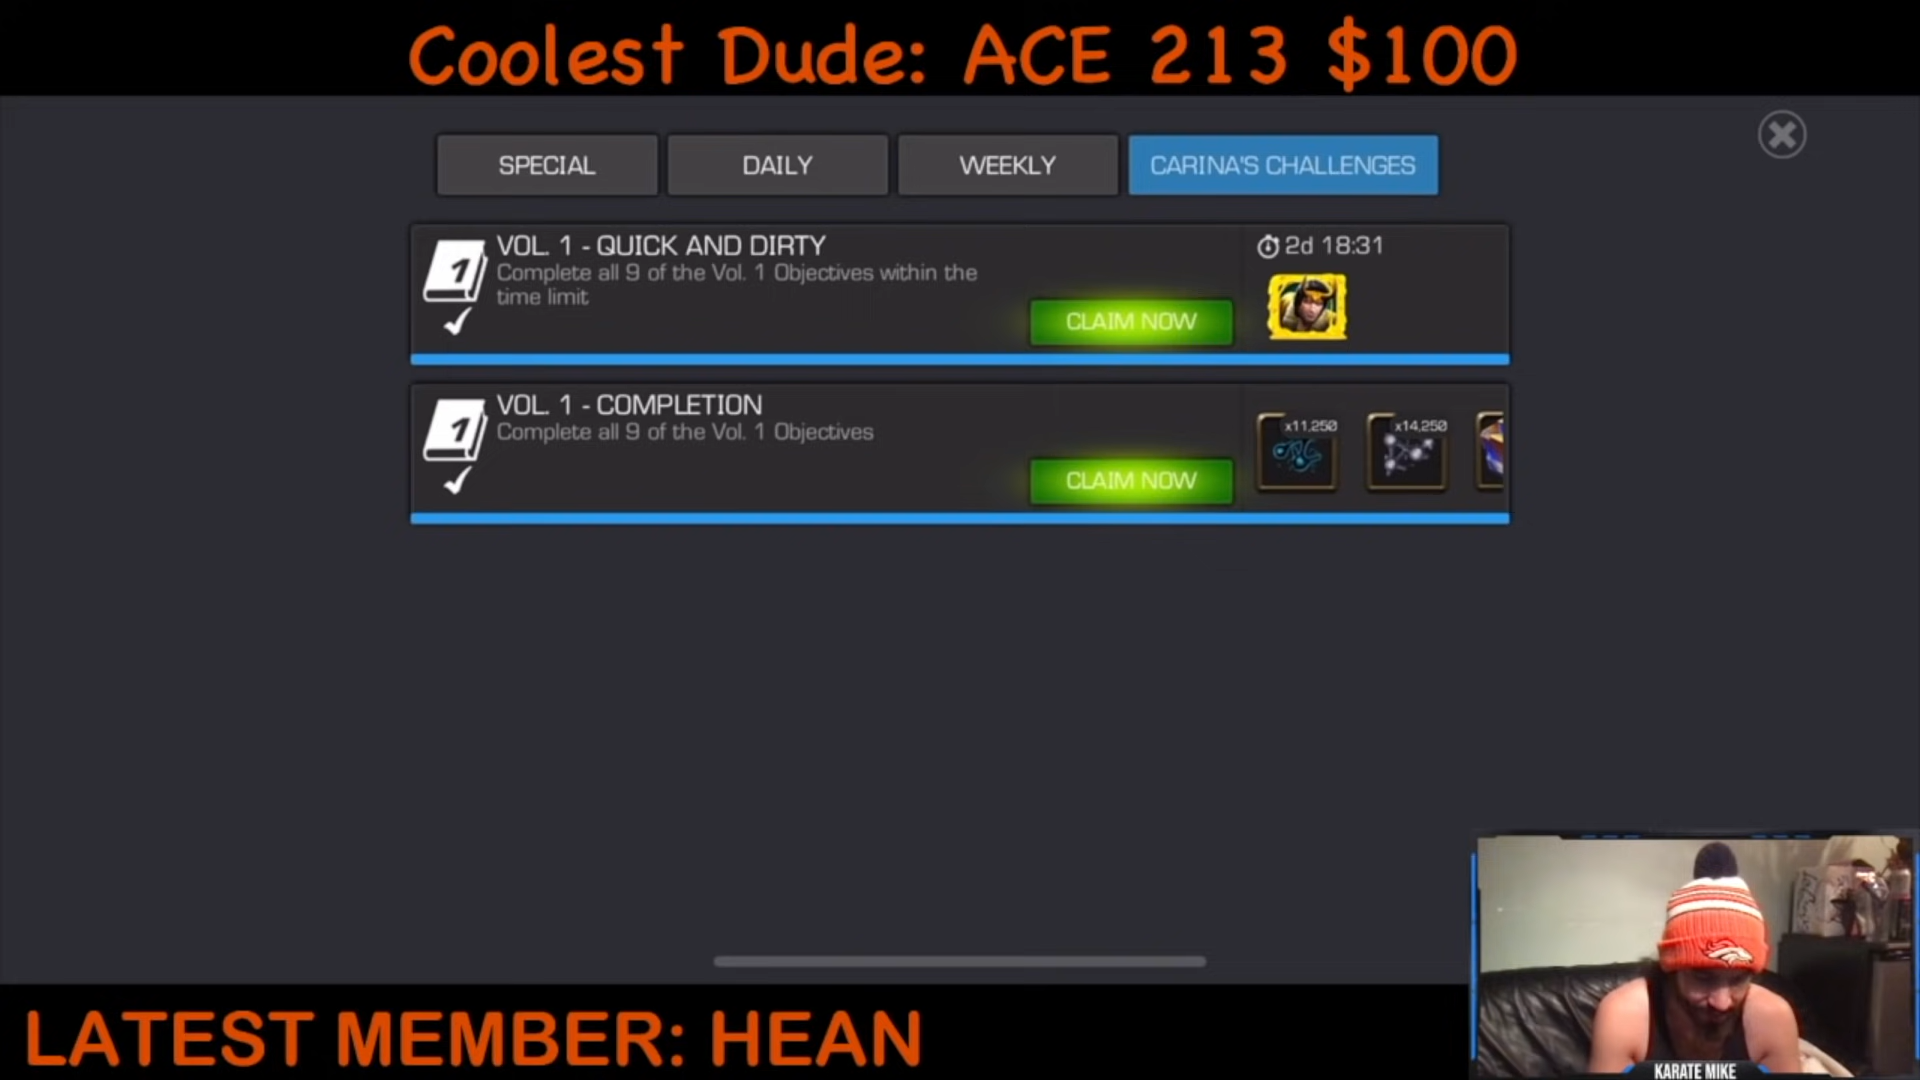 Coolest Dude: ACE 213 $100
SPECIAL
DAILY
WEEKLY
CARINA'S CHALLENGES
1
VOL. 1 - QUICK AND DIRTY
Complete all 9 of the Vol. 1 Objectives within the
time limit
CLAIM NOW
2d 18:31
1
VOL. 1 - COMPLETION
Complete all 9 of the Vol. 1 Objectives
CLAIM NOW
x11,250
x14,250
LATEST MEMBER: HEAN
KARATE MIKE